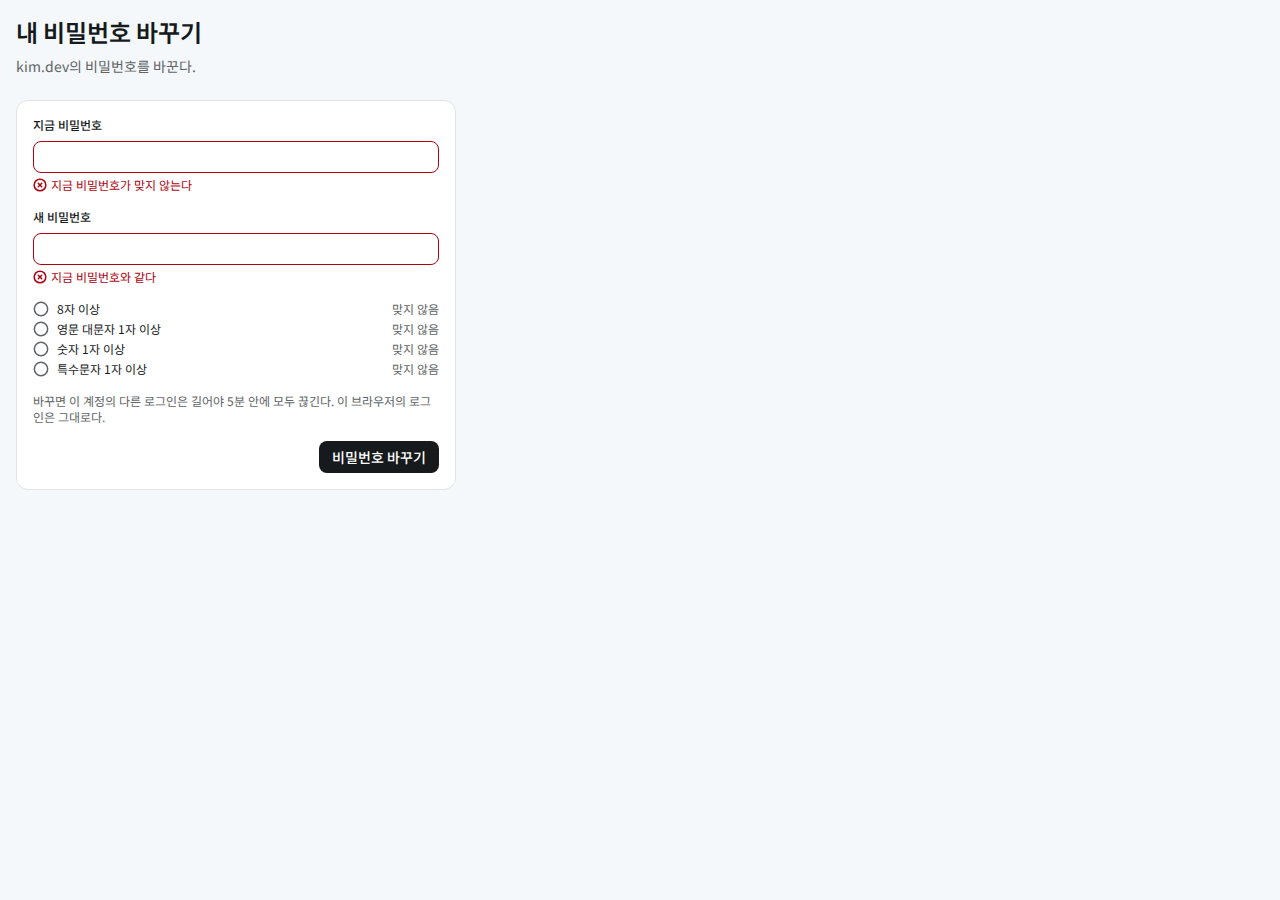 내 비밀번호 바꾸기
kim.dev의 비밀번호를 바꾼다.
지금 비밀번호
지금 비밀번호가 맞지 않는다
새 비밀번호
지금 비밀번호와 같다
8자 이상 맞지 않음
영문 대문자 1자 이상 맞지 않음
숫자 1자 이상 맞지 않음
특수문자 1자 이상 맞지 않음
바꾸면 이 계정의 다른 로그인은 길어야 5분 안에 모두 끊긴다. 이 브라우저의 로그
인은 그대로다.
비밀번호 바꾸기